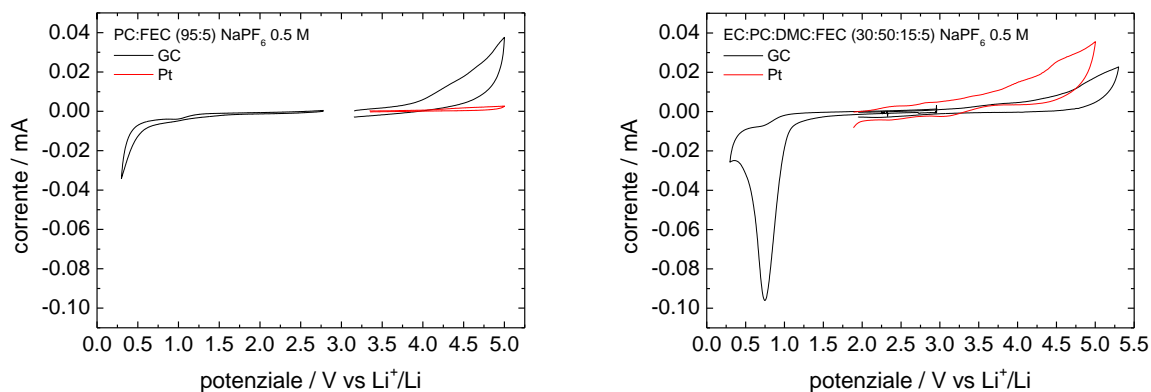 PC:FEC (95:5) NaPF6 0.5 M
GC
Pt
0.04
0.02
0.00
-0.02
-0.04
-0.06
-0.08
-0.10
corrente / mA
0.0 0.5 1.0 1.5 2.0 2.5 3.0 3.5 4.0 4.5 5.0
potenziale / V vs Li+/Li
EC:PC:DMC:FEC (30:50:15:5) NaPF6 0.5 M
GC
Pt
0.04
0.02
0.00
-0.02
-0.04
-0.06
-0.08
-0.10
corrente / mA
0.0 0.5 1.0 1.5 2.0 2.5 3.0 3.5 4.0 4.5 5.0 5.5
potenziale / V vs Li+/Li